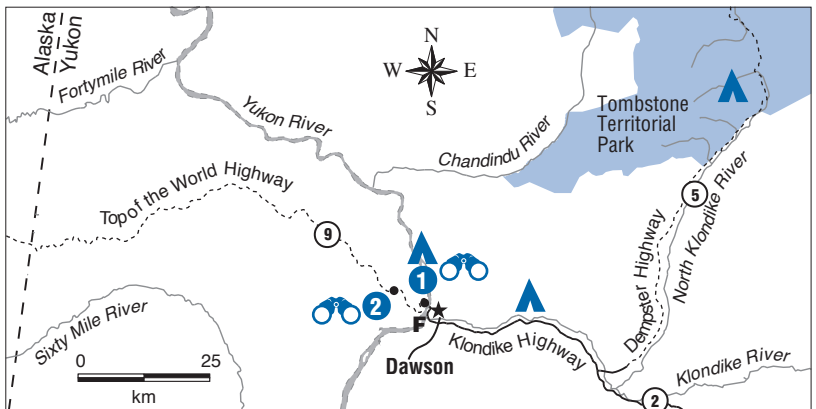 Alaska
Yukon
Fortymile River
N
W
E
S
Yukon River
Chandindu River
Tombstone
Territorial
Park
Top of the World Highway
9
5
Dempster Highway
North Klondike River
1
2
F
Dawson
Klondike Highway
Sixty Mile River
0
25
km
Klondike River
2